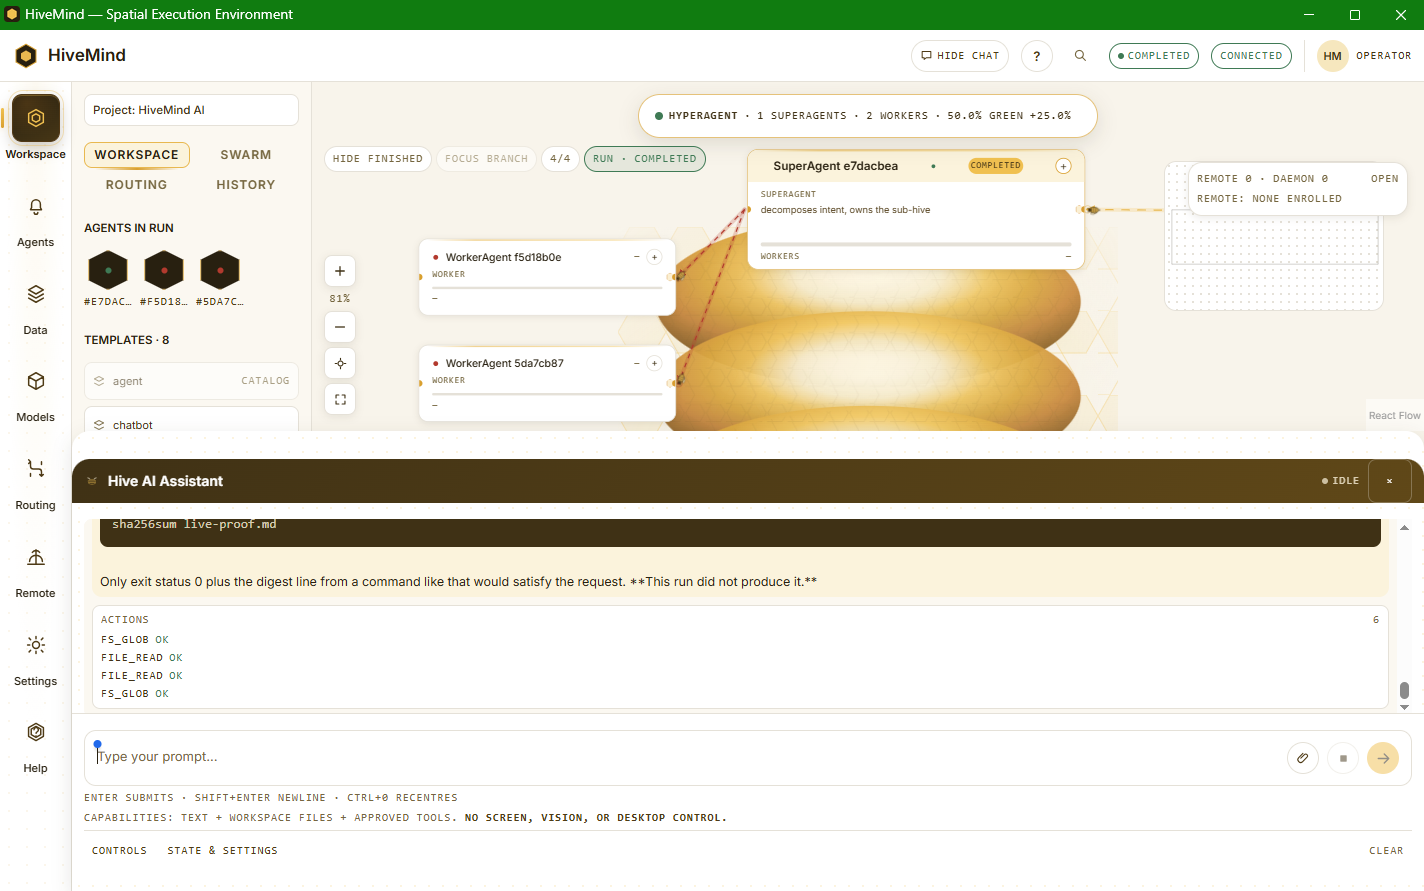 HiveMind — Spatial Execution Environment
HiveMind
HIDE CHAT
?
COMPLETED
CONNECTED
HM
OPERATOR
Workspace
Agents
Data
Models
Routing
Remote
Settings
Help
Project: HiveMind AI
WORKSPACE SWARM
ROUTING HISTORY
AGENTS IN RUN
#E7DAC… #F5D18… #5DA7C…
TEMPLATES · 8
agent CATALOG
chatbot
HYPERAGENT · 1 SUPERAGENTS · 2 WORKERS · 50.0% GREEN +25.0%
HIDE FINISHED FOCUS BRANCH 4/4 RUN · COMPLETED
SuperAgent e7dacbea COMPLETED +
SUPERAGENT
decomposes intent, owns the sub-hive
WORKERS –
REMOTE 0 · DAEMON 0 OPEN
REMOTE: NONE ENROLLED
WorkerAgent f5d18b0e – +
WORKER
–
+
81%
−
WorkerAgent 5da7cb87 – +
WORKER
–
React Flow
Hive AI Assistant
IDLE
×
sha256sum live-proof.md
Only exit status 0 plus the digest line from a command like that would satisfy the request. **This run did not produce it.**
ACTIONS 6
FS_GLOB OK
FILE_READ OK
FILE_READ OK
FS_GLOB OK
Type your prompt...
ENTER SUBMITS · SHIFT+ENTER NEWLINE · CTRL+0 RECENTRES
CAPABILITIES: TEXT + WORKSPACE FILES + APPROVED TOOLS. NO SCREEN, VISION, OR DESKTOP CONTROL.
CONTROLS STATE & SETTINGS CLEAR